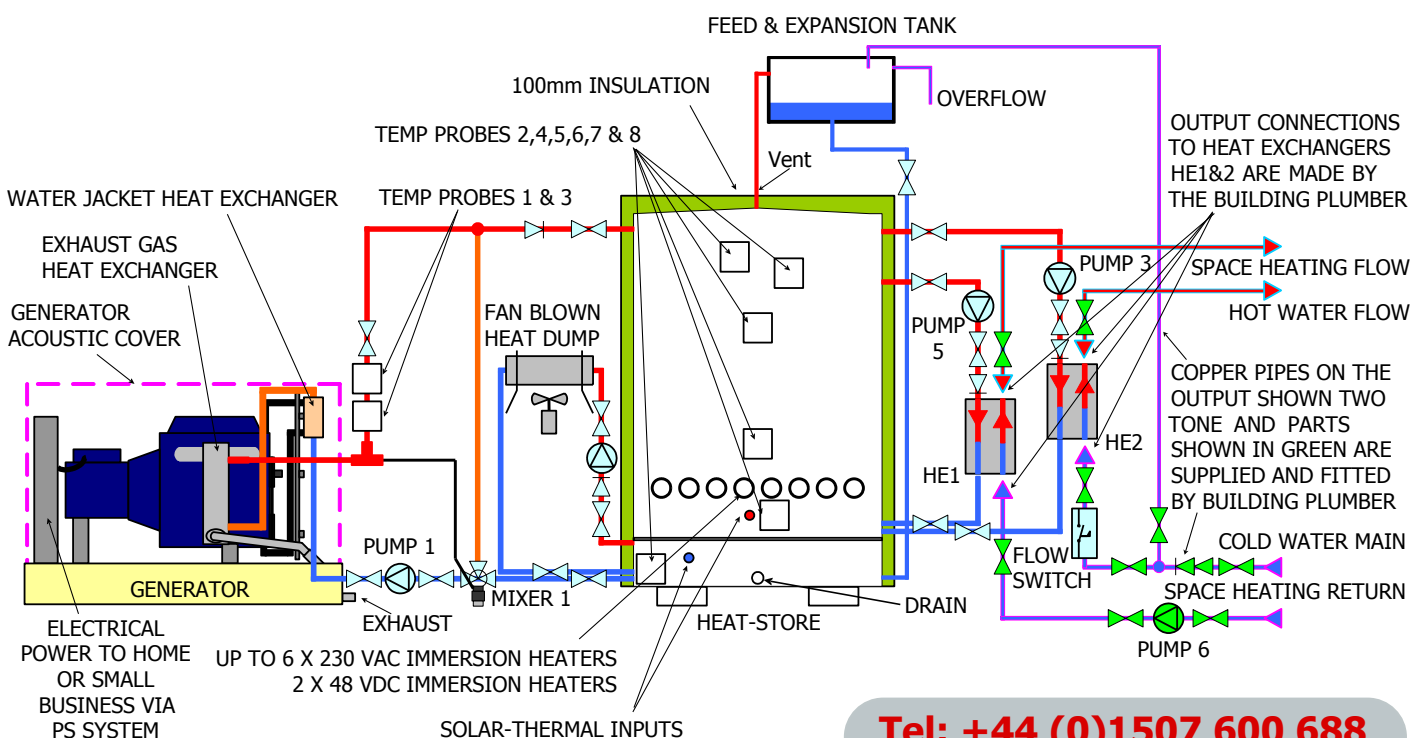 FEED & EXPANSION TANK
100mm INSULATION
OVERFLOW
TEMP PROBES 2,4,5,6,7 & 8
Vent
OUTPUT CONNECTIONS
TO HEAT EXCHANGERS
HE1&2 ARE MADE BY
THE BUILDING PLUMBER
WATER JACKET HEAT EXCHANGER
TEMP PROBES 1 & 3
EXHAUST GAS
HEAT EXCHANGER
GENERATOR
ACOUSTIC COVER
FAN BLOWN
HEAT DUMP
PUMP 3
SPACE HEATING FLOW
HOT WATER FLOW
PUMP
5
COPPER PIPES ON THE
OUTPUT SHOWN TWO
TONE AND PARTS
SHOWN IN GREEN ARE
SUPPLIED AND FITTED
BY BUILDING PLUMBER
HE2
HE1
PUMP 1
FLOW
SWITCH
COLD WATER MAIN
GENERATOR
MIXER 1
SPACE HEATING RETURN
EXHAUST
HEAT-STORE
DRAIN
PUMP 6
ELECTRICAL
POWER TO HOME
OR SMALL
BUSINESS VIA
PS SYSTEM
UP TO 6 X 230 VAC IMMERSION HEATERS
2 X 48 VDC IMMERSION HEATERS
SOLAR-THERMAL INPUTS
Tel: +44 (0)1507 600 688